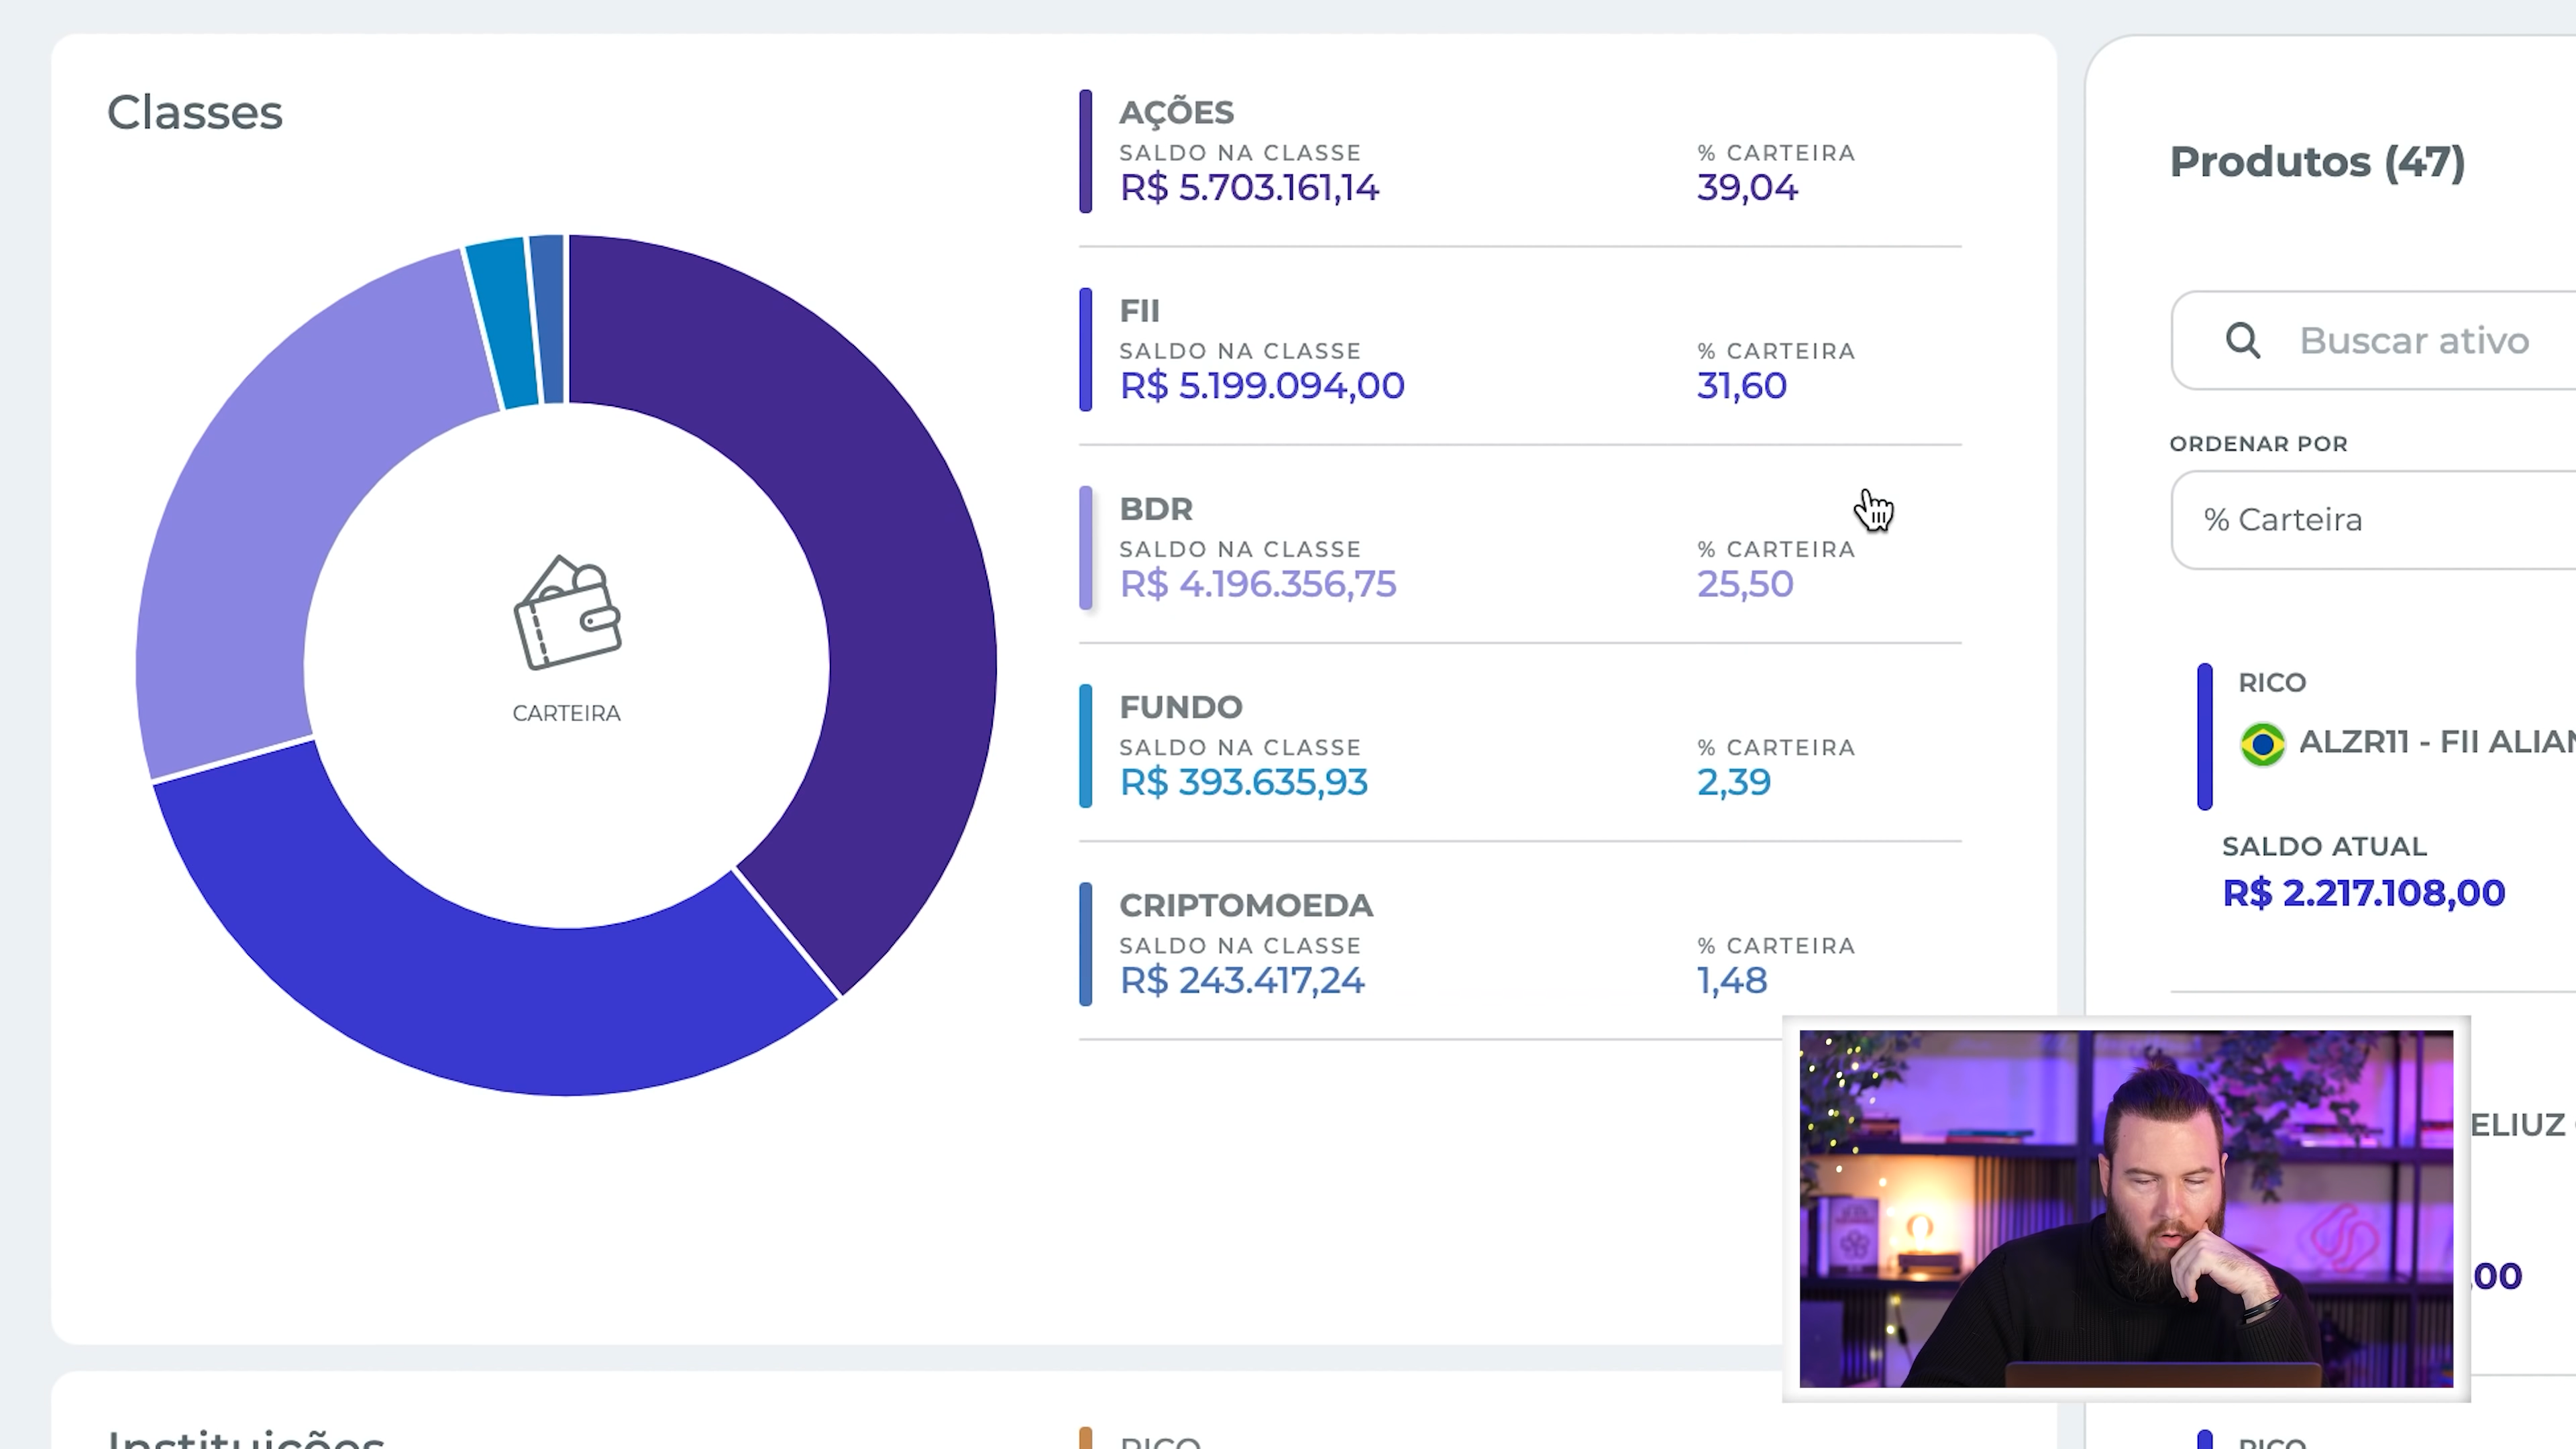 Classes
CARTEIRA
AÇÕES
SALDO NA CLASSE
% CARTEIRA
R$ 5.703.161,14
39,04
FII
SALDO NA CLASSE
% CARTEIRA
R$ 5.199.094,00
31,60
BDR
SALDO NA CLASSE
% CARTEIRA
R$ 4.196.356,75
25,50
FUNDO
SALDO NA CLASSE
% CARTEIRA
R$ 393.635,93
2,39
CRIPTOMOEDA
SALDO NA CLASSE
% CARTEIRA
R$ 243.417,24
1,48
Produtos (47)
Buscar ativo
ORDENAR POR
% Carteira
RICO
ALZR11 - FII ALIAN
SALDO ATUAL
R$ 2.217.108,00
ELIUZ
,00
Instituições
RICO
RICO